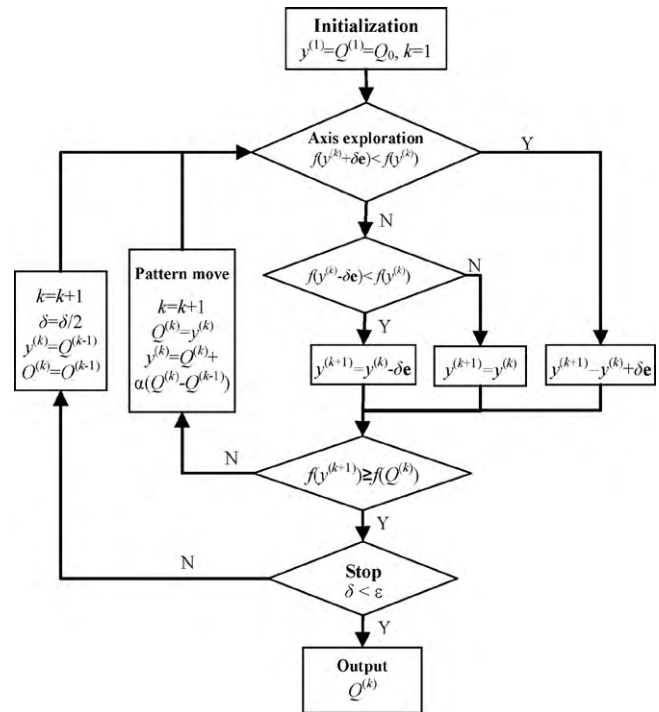 Initialization
y^(1)=Q^(1)=Q_0, k=1
Axis exploration
f(y^(k)+δe)< f(y^(k))
Y
N
f(y^(k)-δe)<f(y^(k))
N
Y
Pattern move
k=k+1
Q^(k)=y^(k)
y^(k)=Q^(k)+
α(Q^(k)-Q^(k-1))
k=k+1
δ=δ/2
y^(k)=Q^(k-1)
Q^(k)=Q^(k-1)
y^(k+1)=y^(k)-δe
y^(k+1)=y^(k)
y^(k+1)=y^(k)+δe
N
f(y^(k+1))≥f(Q^(k))
Y
N
Stop
δ < ε
Y
Output
Q^(k)